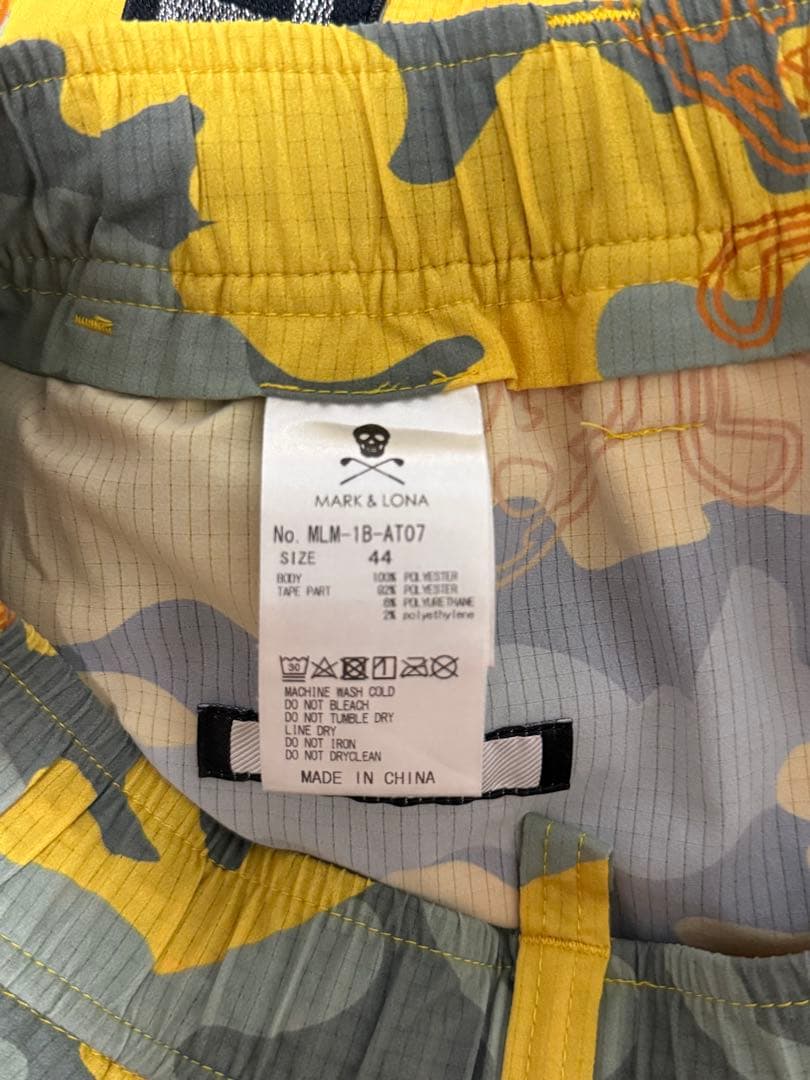 MARK & LONA
No. MLM-1B-AT07
SIZE 44
BODY 100% POLYESTER
TAPE PART 92% POLYESTER
6% POLYURETHANE
2% polyethylene
30
MACHINE WASH COLD
DO NOT BLEACH
DO NOT TUMBLE DRY
LINE DRY
DO NOT IRON
DO NOT DRYCLEAN
MADE IN CHINA